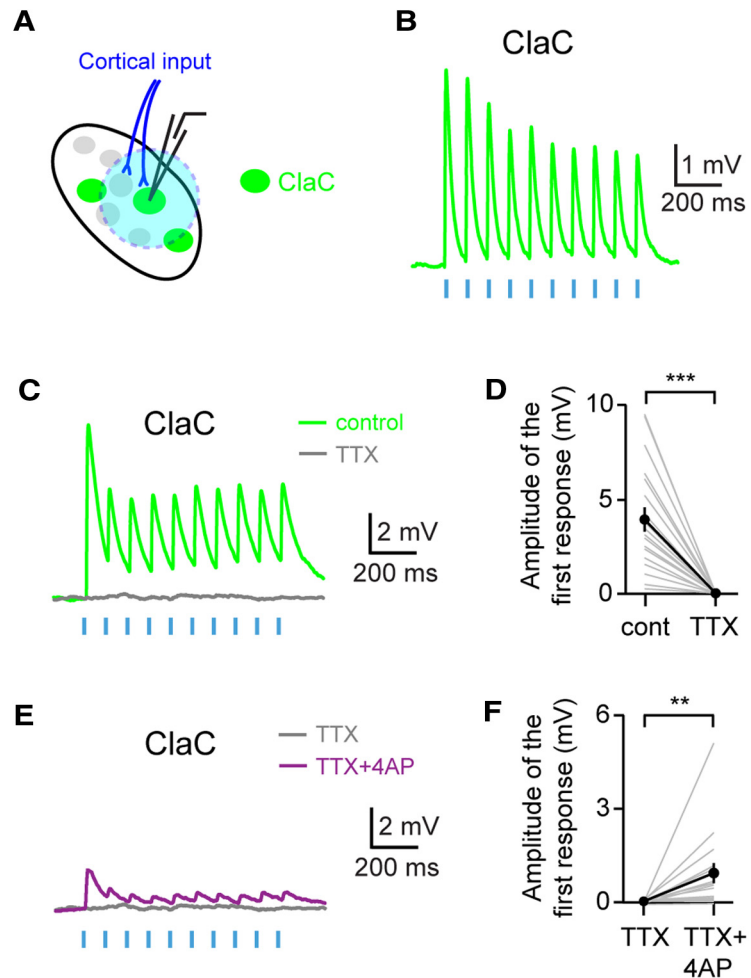 A
Cortical input
ClaC
B
ClaC
1 mV
200 ms
C
ClaC
control
TTX
2 mV
200 ms
D
***
Amplitude of the
first response (mV)
10
5
0
cont TTX
E
ClaC
TTX
TTX+4AP
2 mV
200 ms
F
**
Amplitude of the
first response (mV)
6
3
0
TTX TTX+
4AP